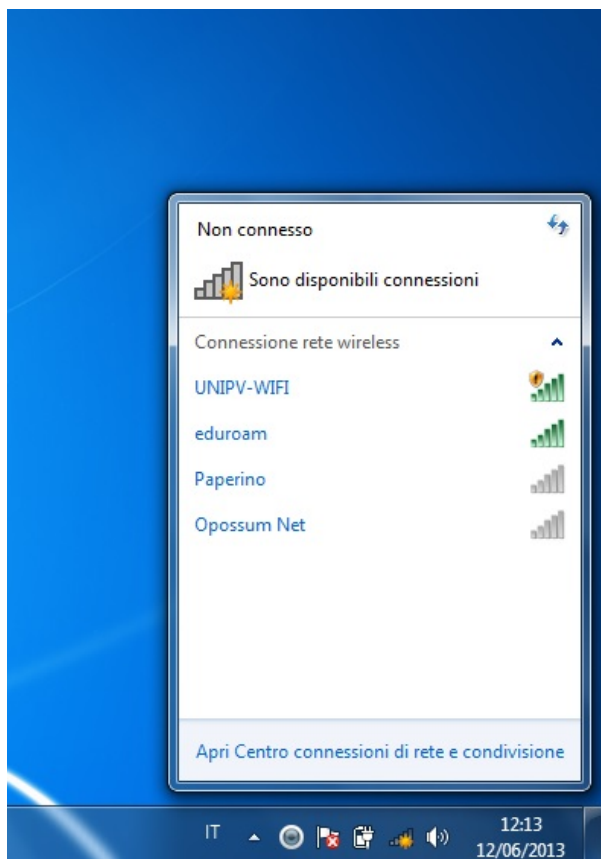 Non connesso
Sono disponibili connessioni
Connessione rete wireless
UNIPV-WIFI
eduroam
Paperino
Opossum Net
Apri Centro connessioni di rete e condivisione
IT
12:13
12/06/2013